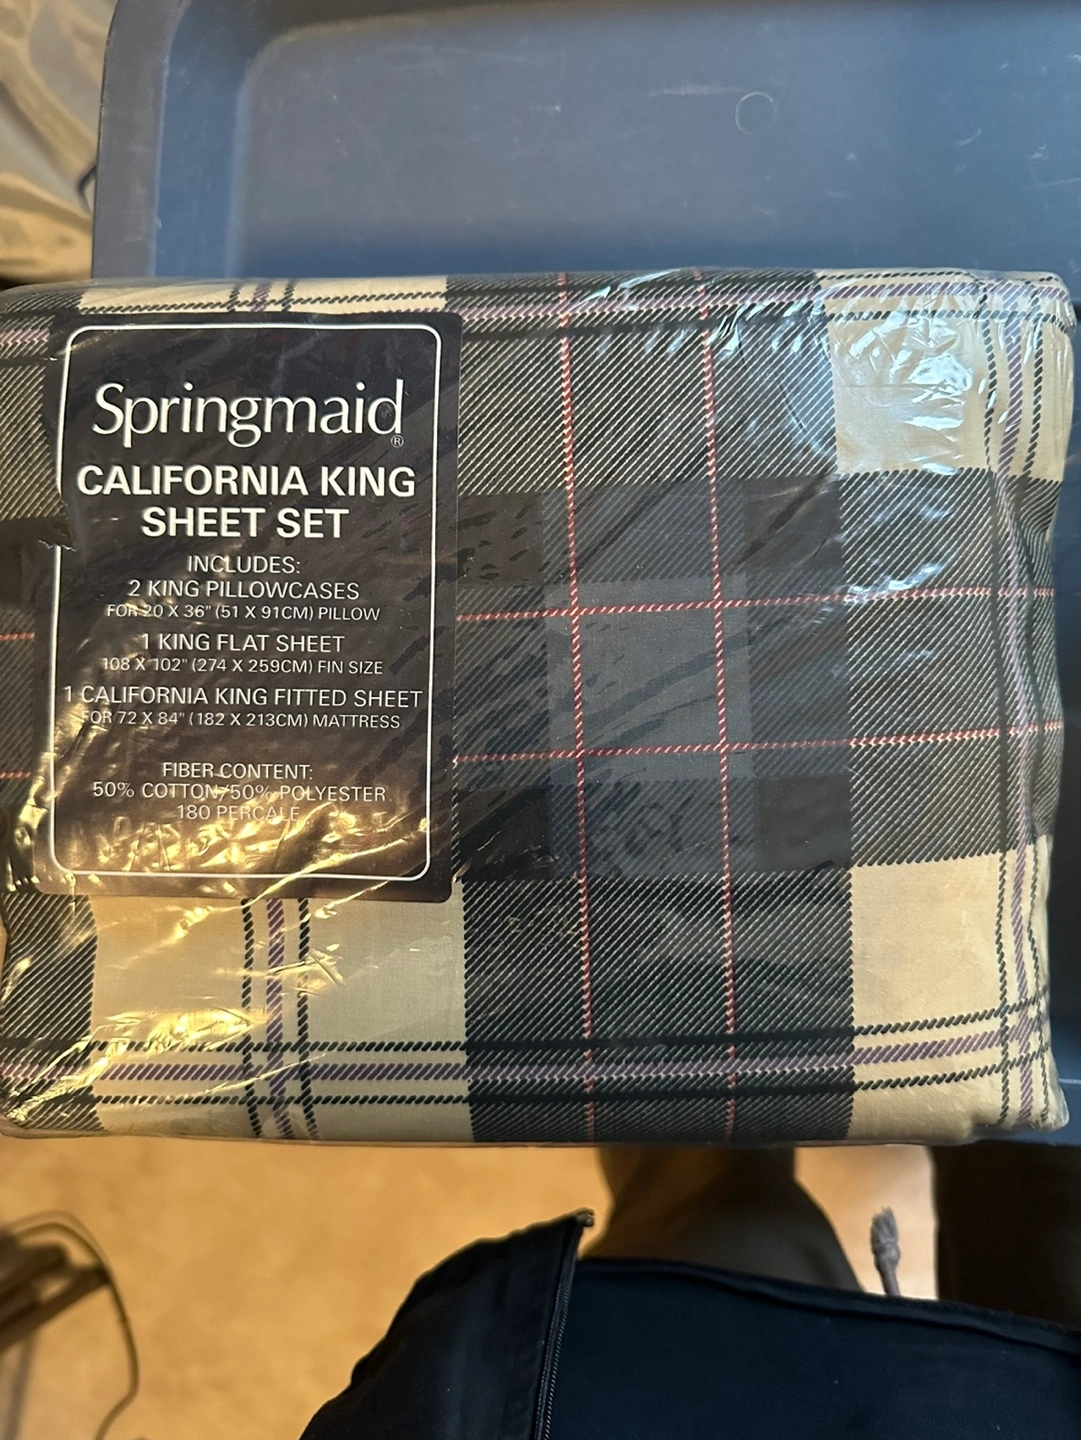 Springmaid®
CALIFORNIA KING
SHEET SET
INCLUDES:
2 KING PILLOWCASES
FOR 20 X 36" (51 X 91CM) PILLOW
1 KING FLAT SHEET
108 X 102" (274 X 259CM) FIN SIZE
1 CALIFORNIA KING FITTED SHEET
FOR 72 X 84" (182 X 213CM) MATTRESS
FIBER CONTENT:
50% COTTON/50% POLYESTER
180 PERCALE